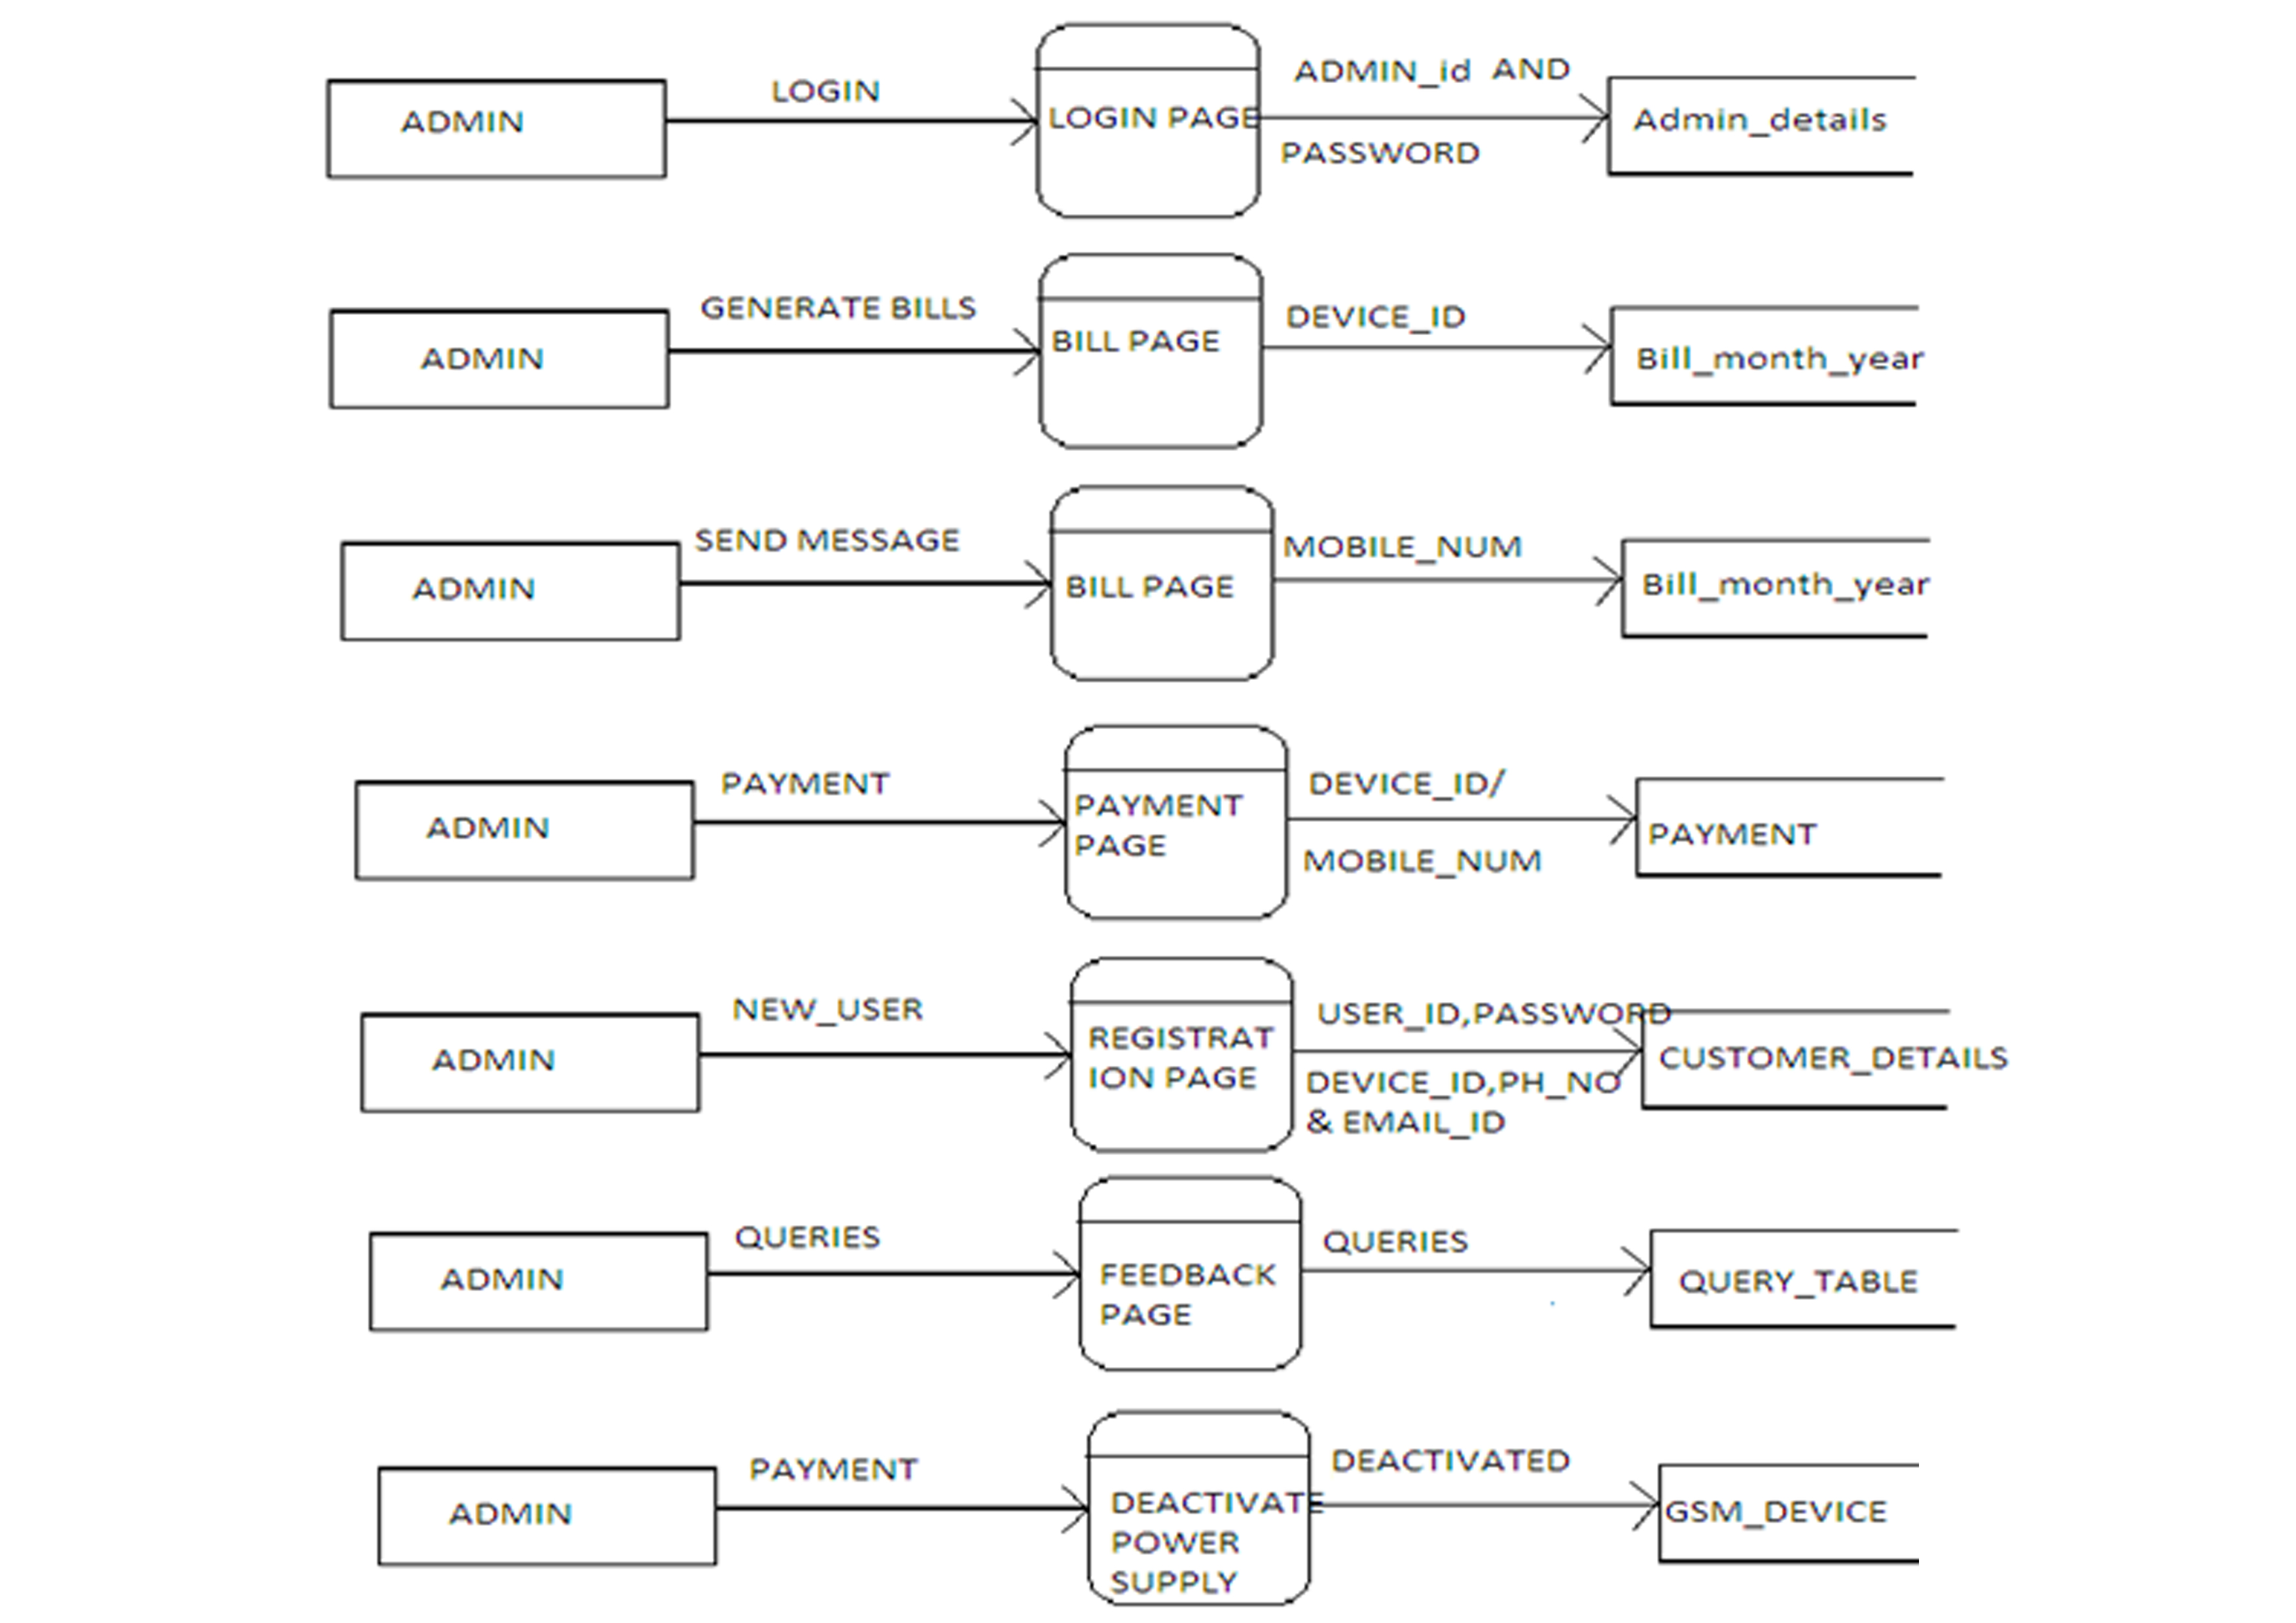 ADMIN
LOGIN
LOGIN PAGE
ADMIN_id AND
PASSWORD
Admin_details
ADMIN
GENERATE BILLS
BILL PAGE
DEVICE_ID
Bill_month_year
ADMIN
SEND MESSAGE
BILL PAGE
MOBILE_NUM
Bill_month_year
ADMIN
PAYMENT
PAYMENT
PAGE
DEVICE_ID/
MOBILE_NUM
PAYMENT
ADMIN
NEW_USER
REGISTRAT
ION PAGE
USER_ID,PASSWORD
DEVICE_ID,PH_NO
& EMAIL_ID
CUSTOMER_DETAILS
ADMIN
QUERIES
FEEDBACK
PAGE
QUERIES
QUERY_TABLE
ADMIN
PAYMENT
DEACTIVATE
POWER
SUPPLY
DEACTIVATED
GSM_DEVICE